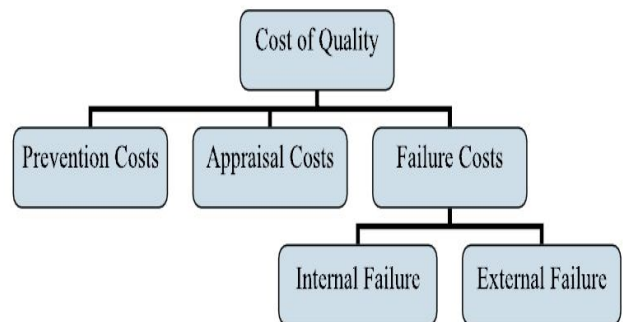 Cost of Quality
Prevention Costs
Appraisal Costs
Failure Costs
Internal Failure
External Failure